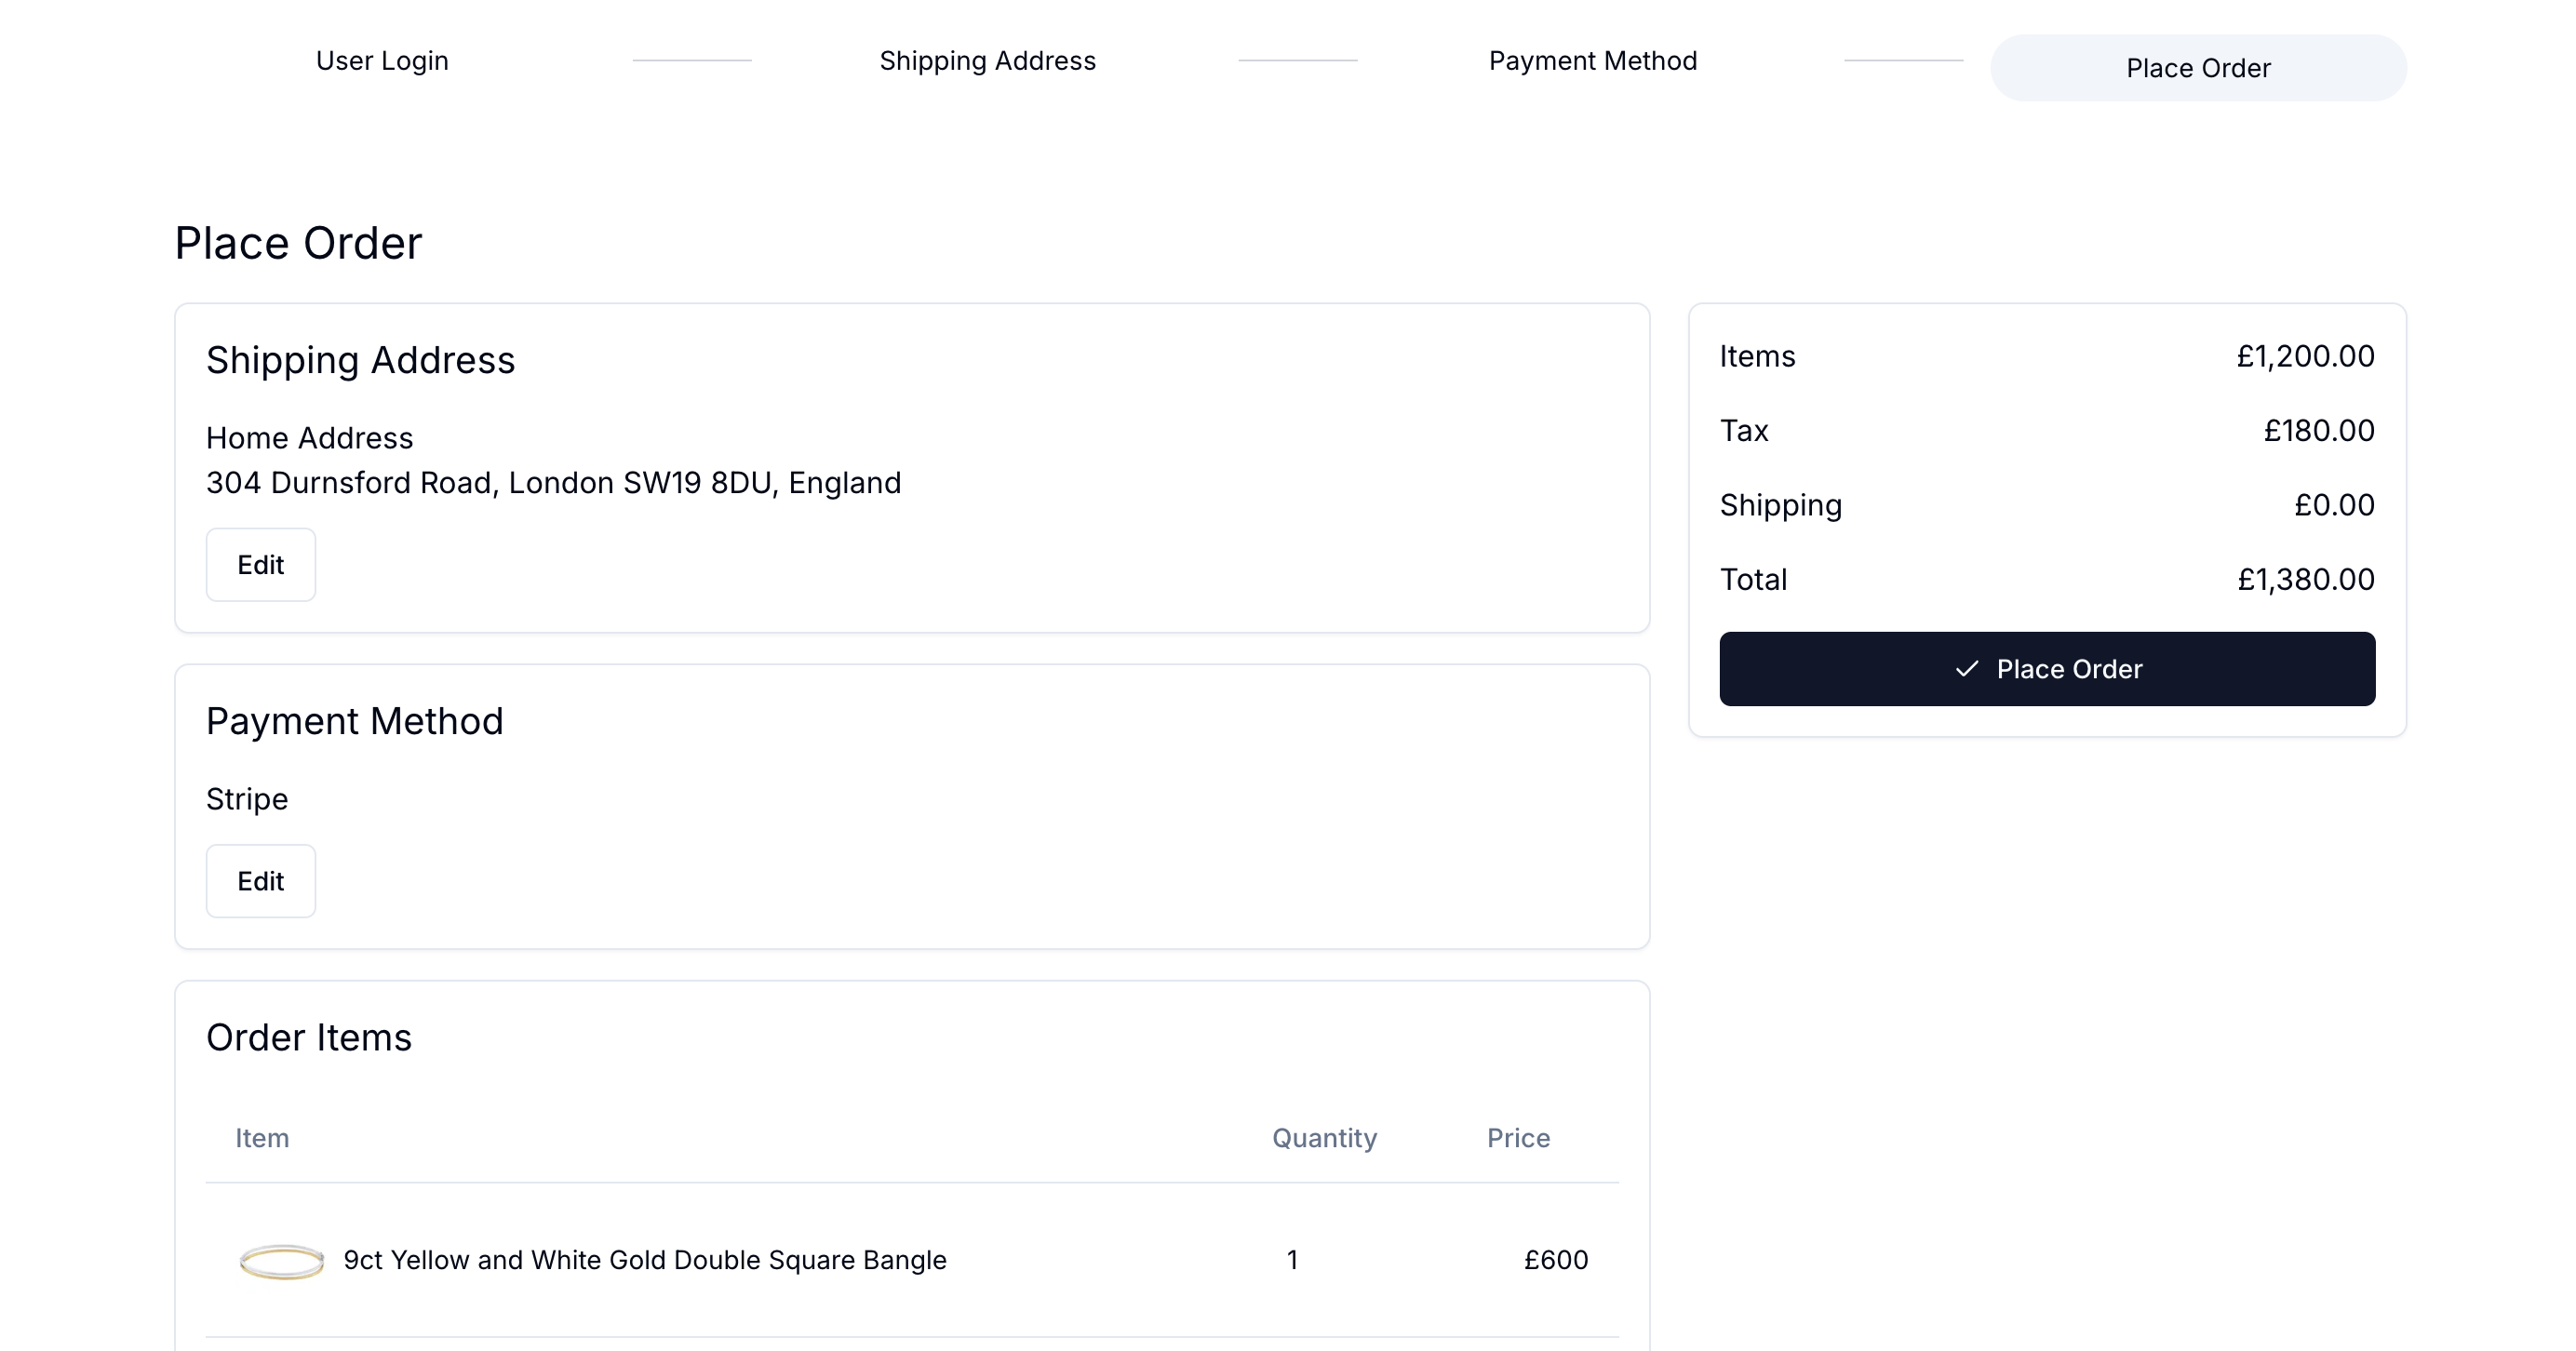 User Login
Shipping Address
Payment Method
Place Order
Place Order
Shipping Address
Home Address
304 Durnsford Road, London SW19 8DU, England
Edit
Payment Method
Stripe
Edit
Order Items
Item Quantity Price
9ct Yellow and White Gold Double Square Bangle 1 £600
Items £1,200.00
Tax £180.00
Shipping £0.00
Total £1,380.00
Place Order